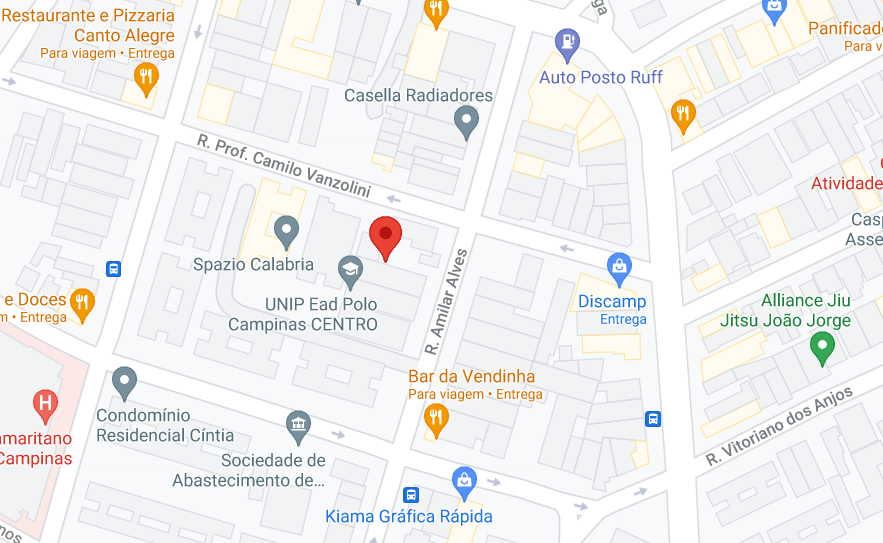 Restaurante e Pizzaria
Canto Alegre
Para viagem • Entrega
ga
Auto Posto Ruff
Panificado
Para v
Casella Radiadores
R. Prof. Camilo Vanzolini
Atividade
Casp
Asse
Spazio Calabria
UNIP Ead Polo
Campinas CENTRO
R. Amilar Alves
Discamp
Entrega
Alliance Jiu
Jitsu João Jorge
e Doces
m • Entrega
Bar da Vendinha
Para viagem • Entrega
H
amaritano
Campinas
Condomínio
Residencial Cíntia
Sociedade de
Abastecimento de...
R. Vitoriano dos Anjos
Kiama Gráfica Rápida
nos